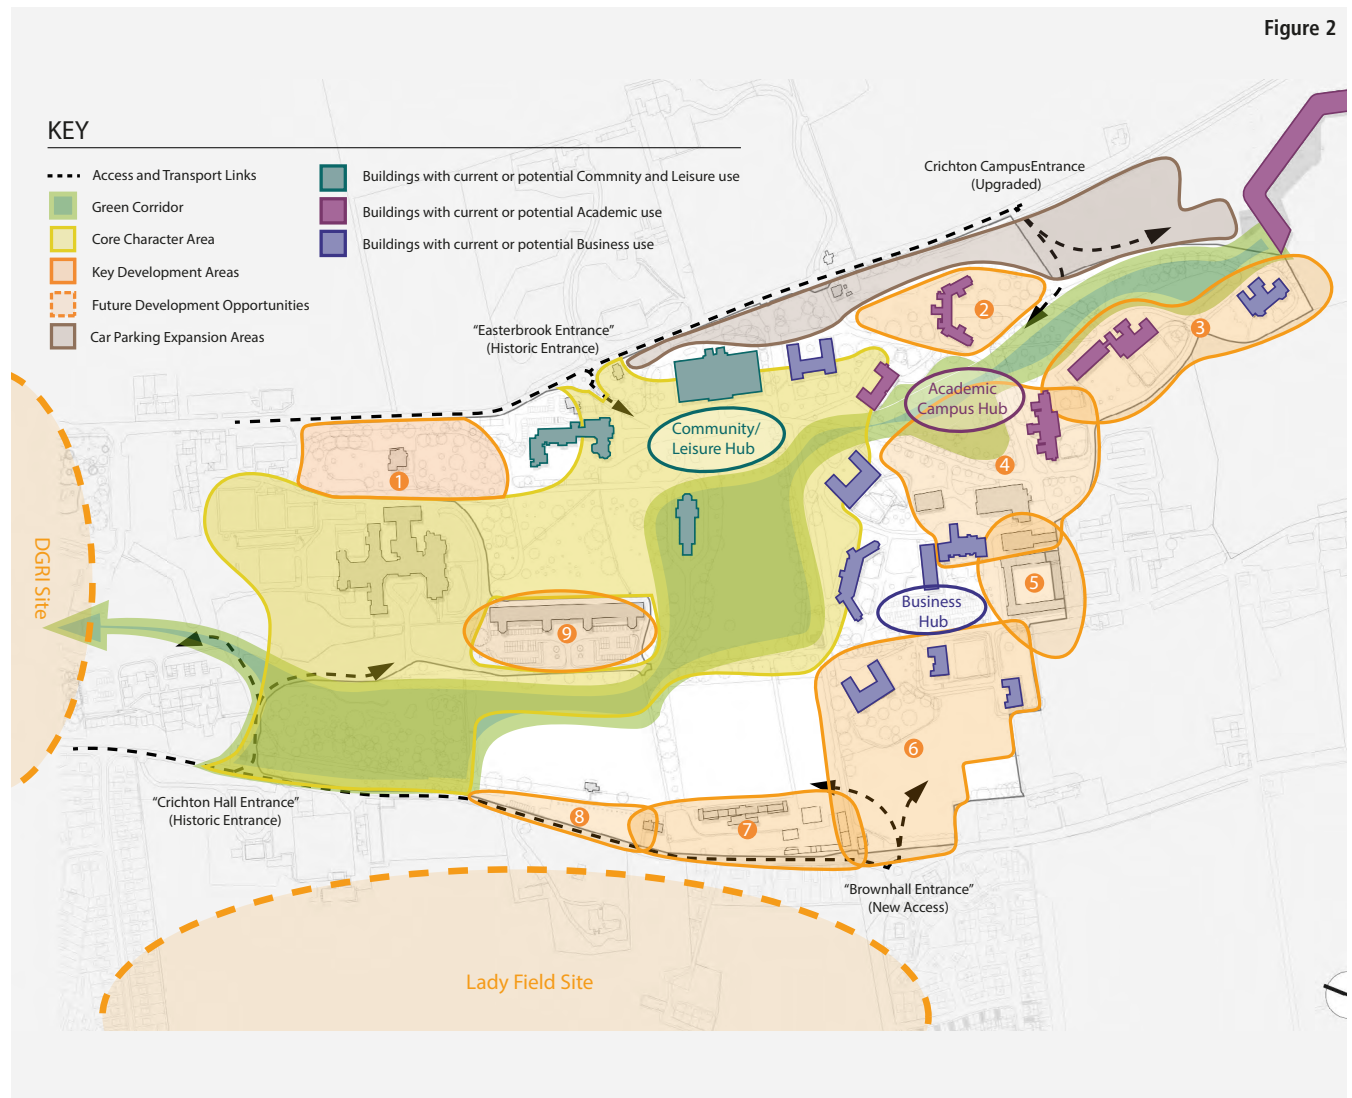 Figure 2
KEY
Access and Transport Links
Green Corridor
Core Character Area
Key Development Areas
Future Development Opportunities
Car Parking Expansion Areas
Buildings with current or potential Commnity and Leisure use
Buildings with current or potential Academic use
Buildings with current or potential Business use
Crichton CampusEntrance
(Upgraded)
“Easterbrook Entrance”
(Historic Entrance)
2
3
Academic
Campus Hub
Community/
Leisure Hub
1
4
DGRI Site
5
Business
Hub
9
6
“Crichton Hall Entrance”
(Historic Entrance)
8
7
“Brownhall Entrance”
(New Access)
Lady Field Site